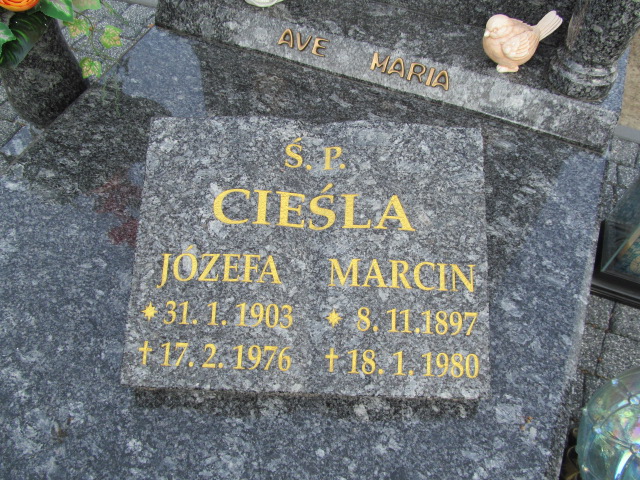 AVE MARIA
Ś. P.
CIEŚLA
JÓZEFA MARCIN
* 31. 1. 1903 * 8. 11. 1897
† 17. 2. 1976 † 18. 1. 1980